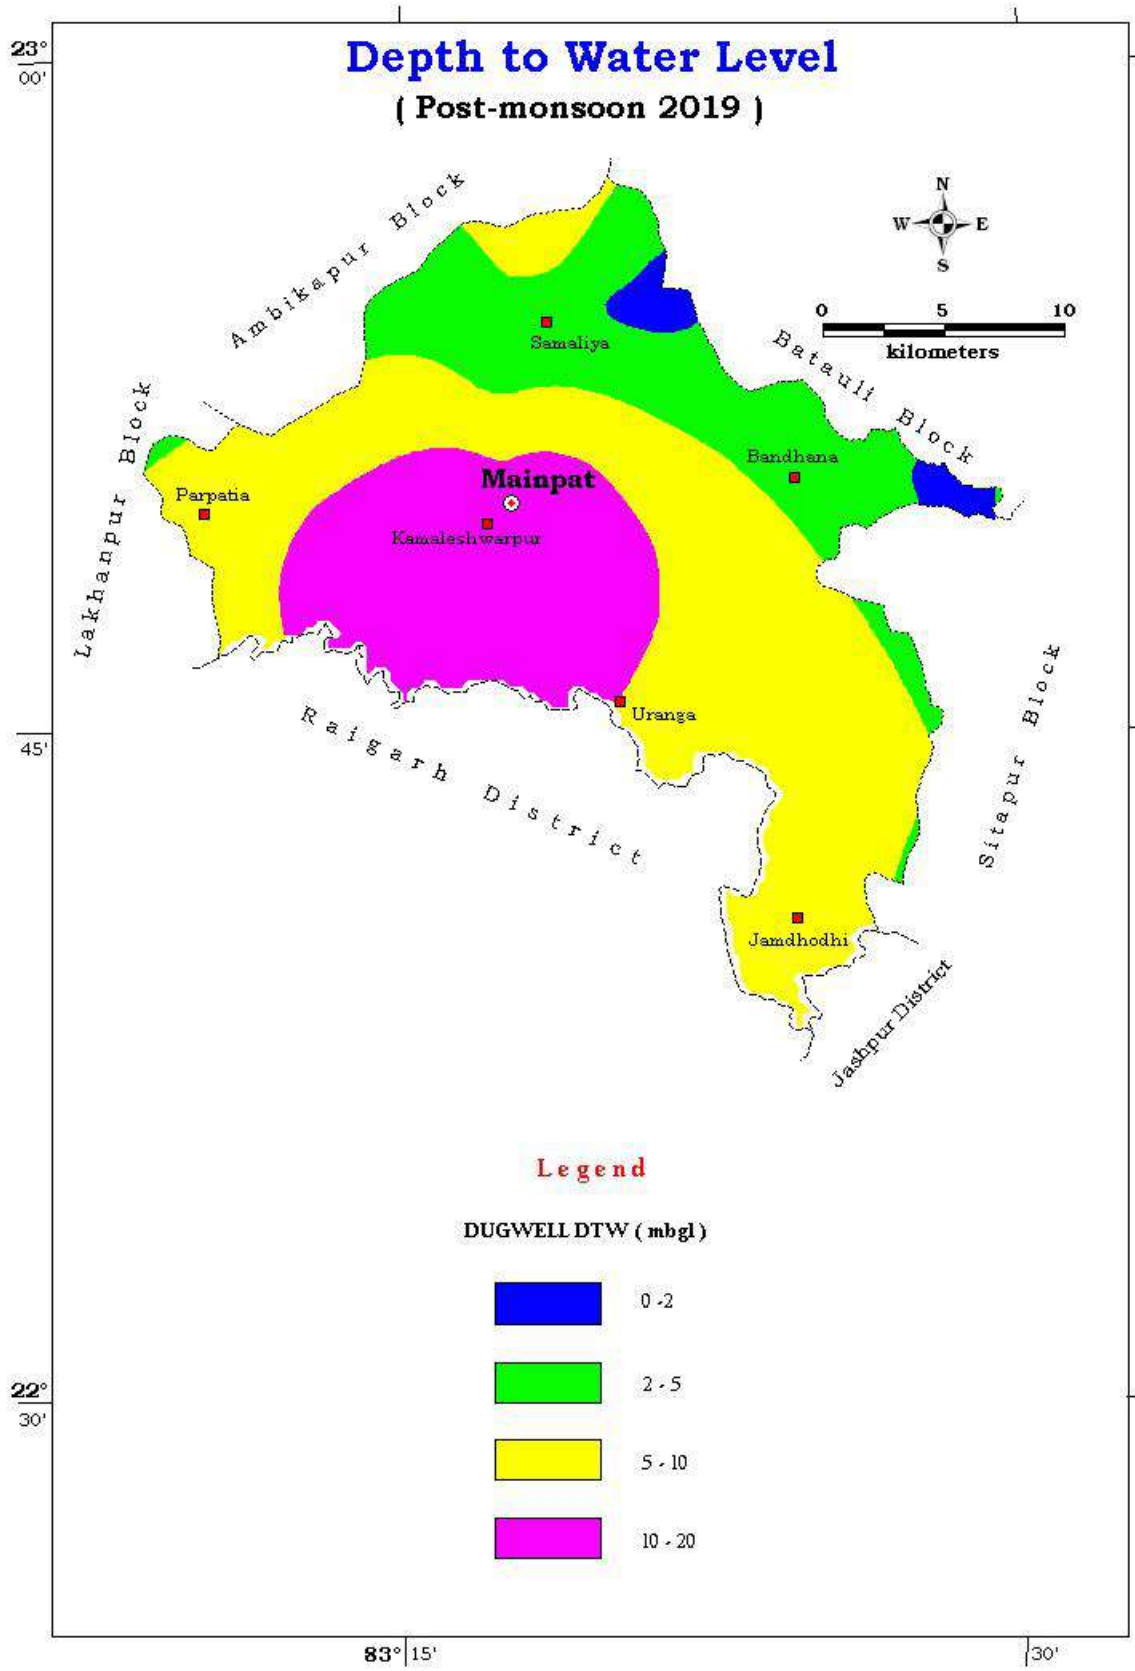 Depth to Water Level
( Post-monsoon 2019 )
23°
00'
N
W E
S
0 5 10
kilometers
Ambikapur Block
Batauli Block
Lakhanpur Block
Samaliya
Bandhana
Mainpat
Parpatia
Kamaleshwarpur
Uranga
45'
Raigarh District
Sitapur Block
Jamdhodhi
Jashpur District
Legend
DUGWELL DTW ( mbgl )
0 -2
2 - 5
5 - 10
10 - 20
22°
30'
83° 15'
30'